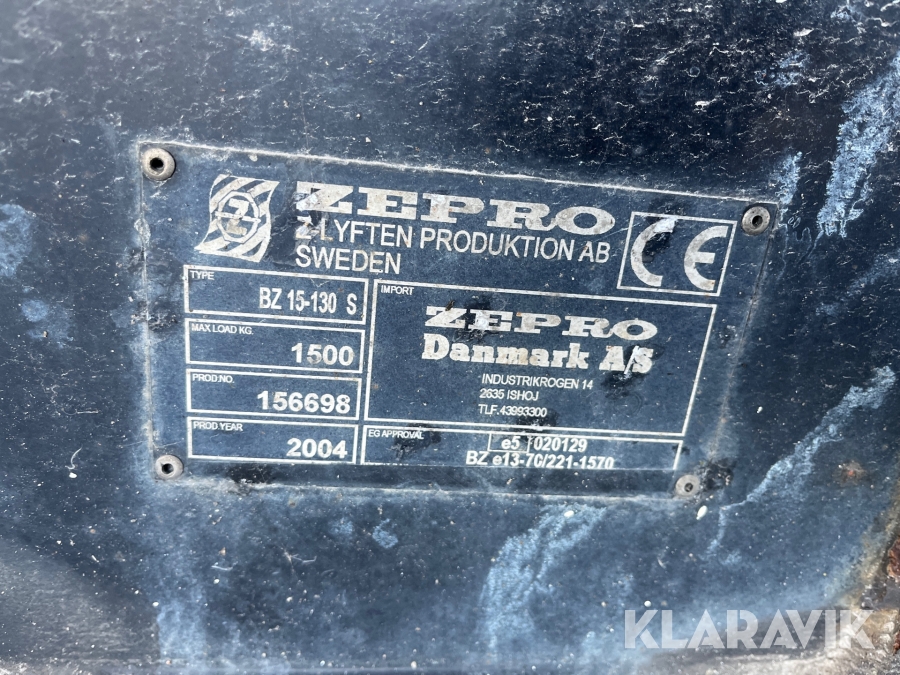 ZEPRO
Z-LYFTEN PRODUKTION AB
SWEDEN
CE
TYPE
BZ 15-130 S
MAX LOAD KG
1500
PROD.NO.
156698
PROD.YEAR
2004
IMPORT
ZEPRO
Danmark A/S
INDUSTRIKROGEN 14
2635 ISHOJ
TLF.43993300
EG APPROVAL
e5 020129
BZ e13-70/221-1570
KLARAVIK